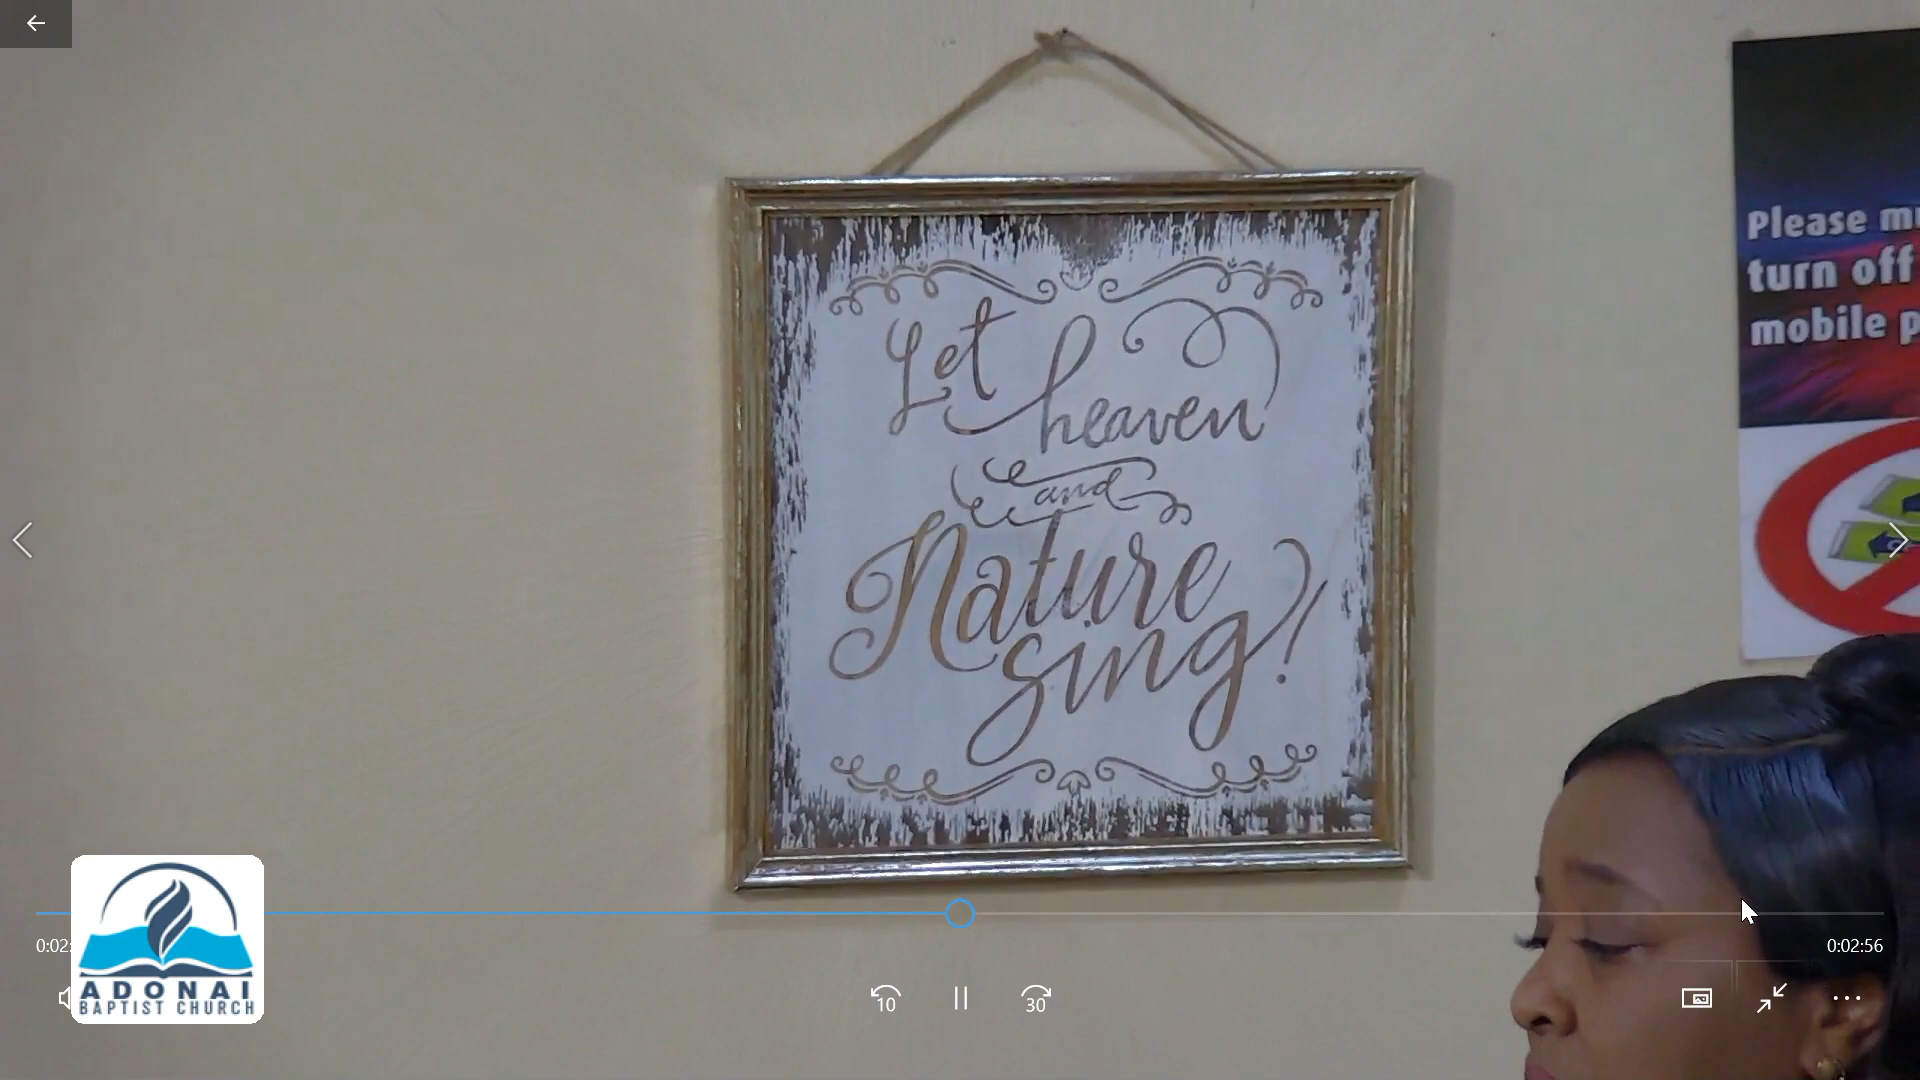 Let
heaven
and
Nature
sing!
Please
turn off
mobile
0:02:56
10
30
ADONAI
BAPTIST CHURCH